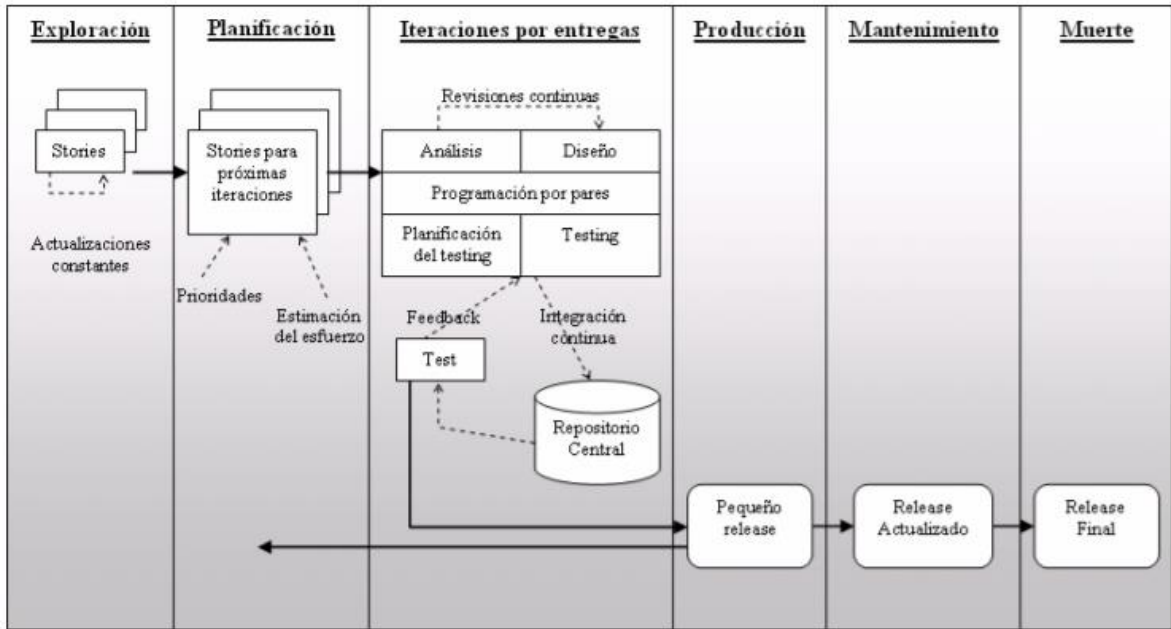 Exploración
Planificación
Iteraciones por entregas
Producción
Mantenimiento
Muerte
Stories
Actualizaciones
constantes
Stories para
próximas
iteraciones
Prioridades
Estimación
del esfuerzo
Revisiones continuas
Análisis
Diseño
Programación por pares
Planificación
del testing
Testing
Feedback
Integración
còntinua
Test
Repositorio
Central
Pequeño
release
Release
Actualizado
Release
Final